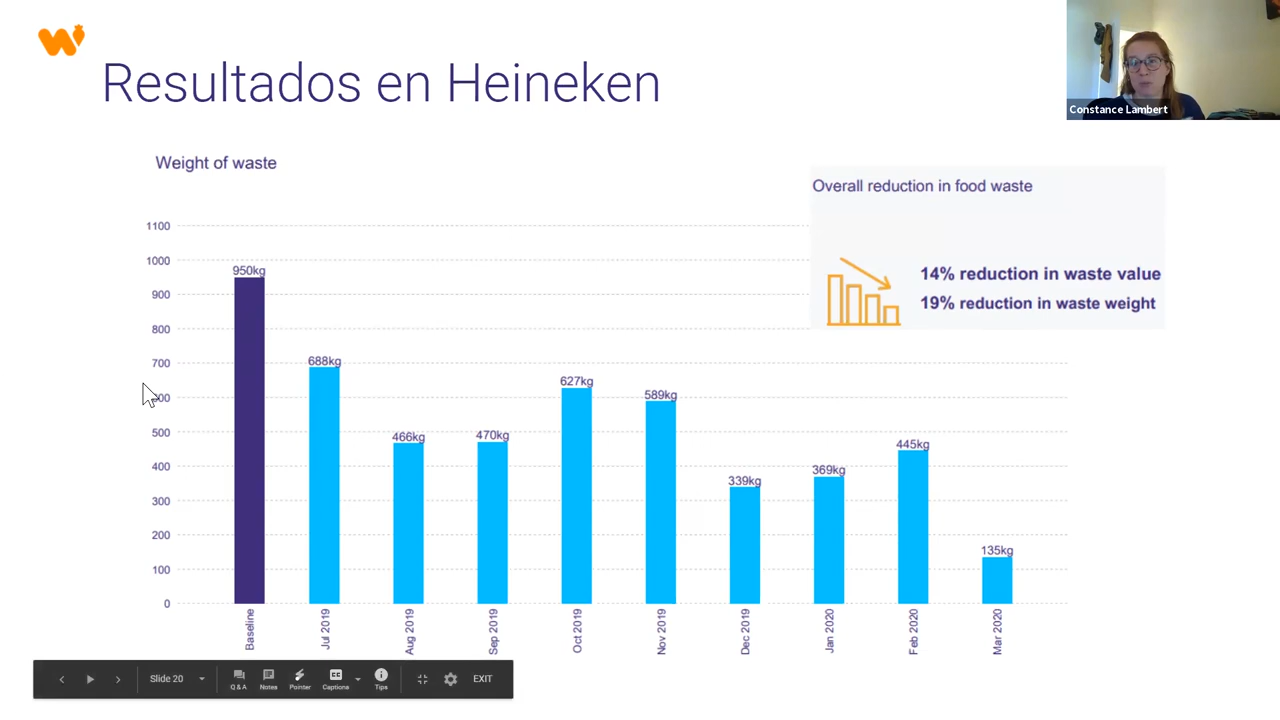 Resultados en Heineken
Constance Lambert
Weight of waste
Overall reduction in food waste
14% reduction in waste value
19% reduction in waste weight
1100
1000
900
800
700
600
500
400
300
200
100
0
950kg
688kg
466kg
470kg
627kg
589kg
339kg
369kg
445kg
135kg
Baseline
Jul 2019
Aug 2019
Sep 2019
Oct 2019
Nov 2019
Dec 2019
Jan 2020
Feb 2020
Mar 2020
Slide 20
Q & A
Notes
Pointer
CC
Captions
Tips
EXIT